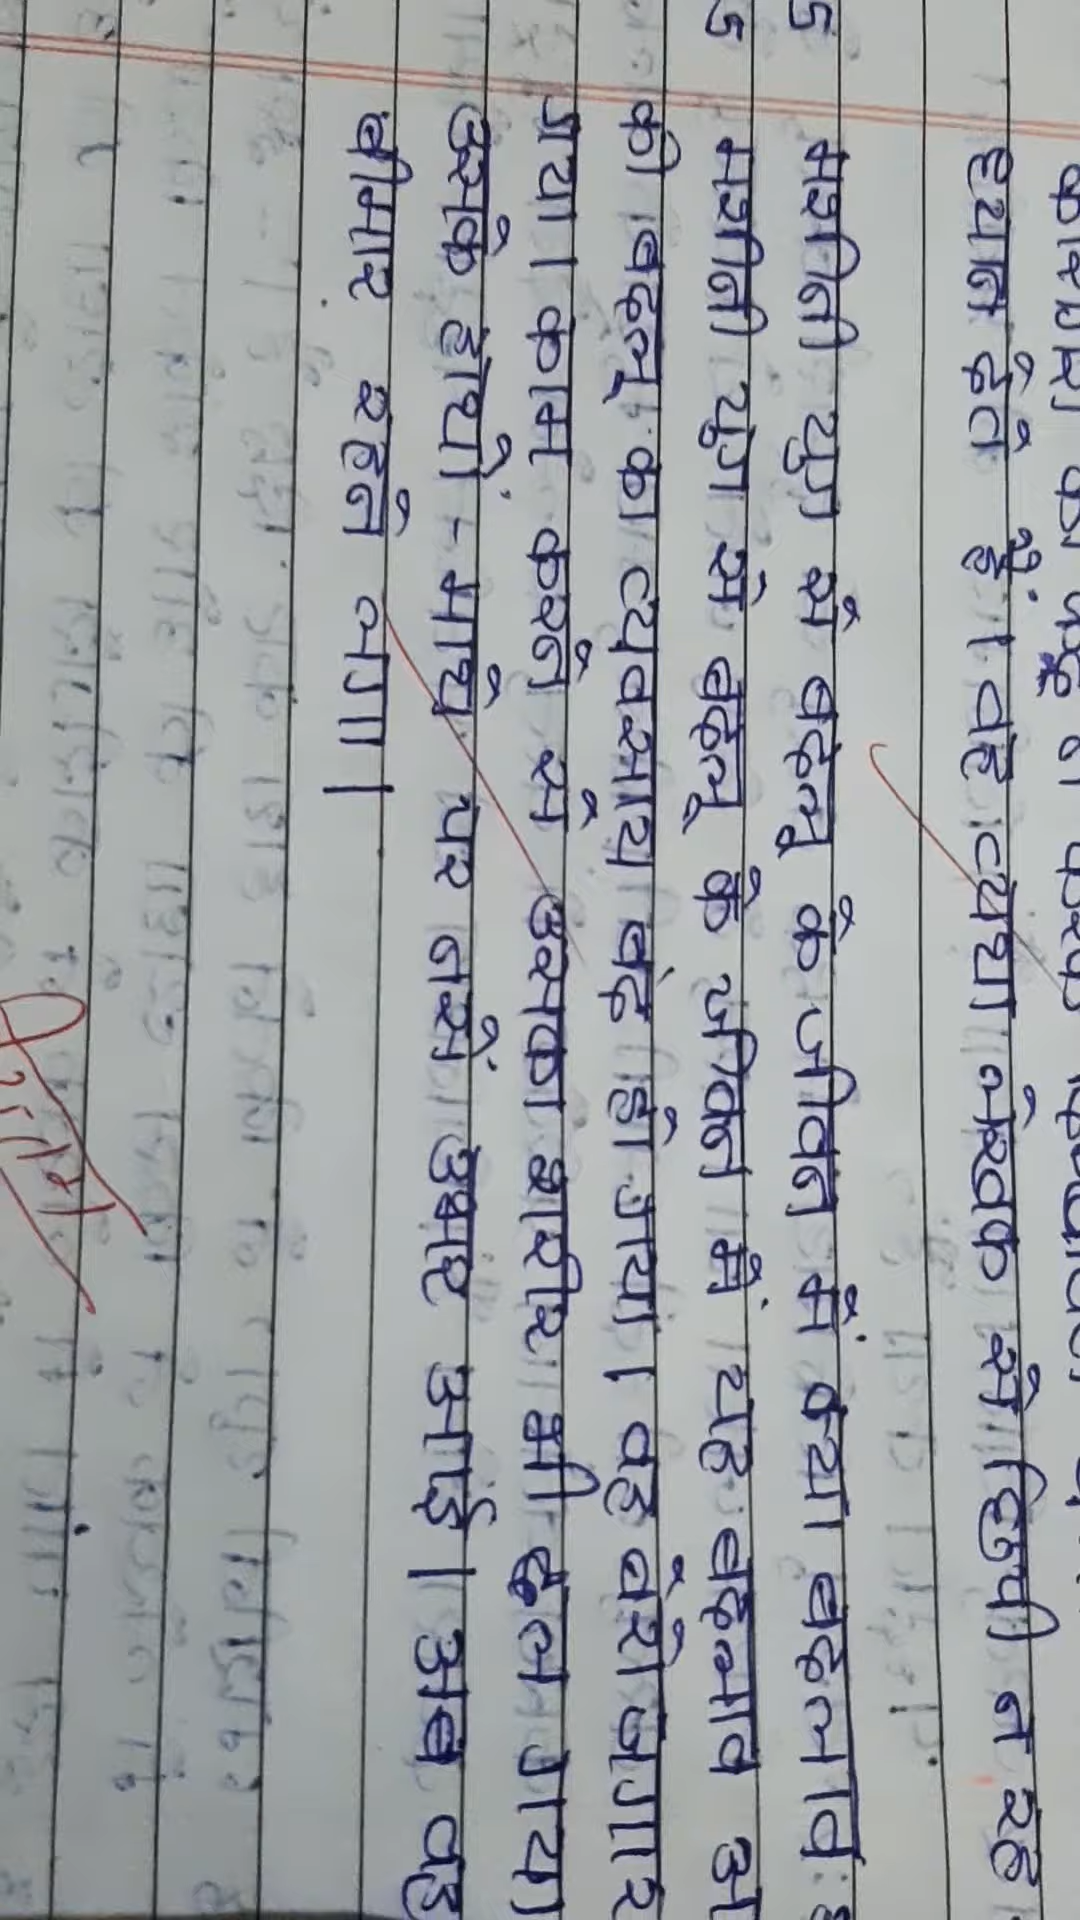 ध्यान देते हैं। वह व्यथा लेखक से छिपी न रह
5 मशीनी युग से बदलू के जीवन में क्या बदलाव
5 मशीनी युग से बदलू के जीवन में यह बदलाव आ
की बदलू का व्यवसाय बंद हो गया। वह बेरोजगार
गया। काम करने से उसका शरीर भी ढल गया
उसके हाथों-माथे पर नसें उभर आई। अब वह
बीमार रहने लगा।